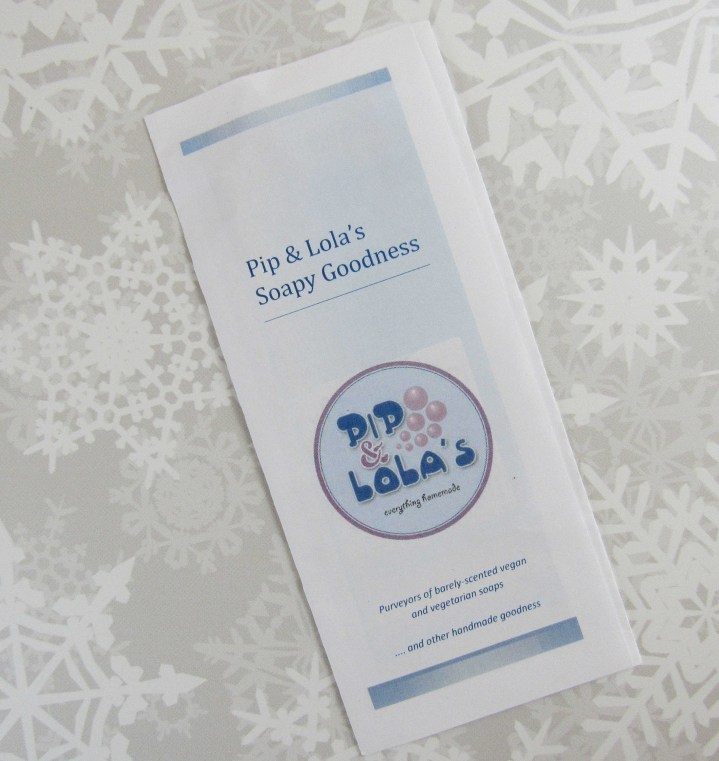 Pip & Lola's
Soapy Goodness
PIP
&
LOLA'S
everything homemade
Purveyors of barely-scented vegan
and vegetarian soaps
.... and other handmade goodness